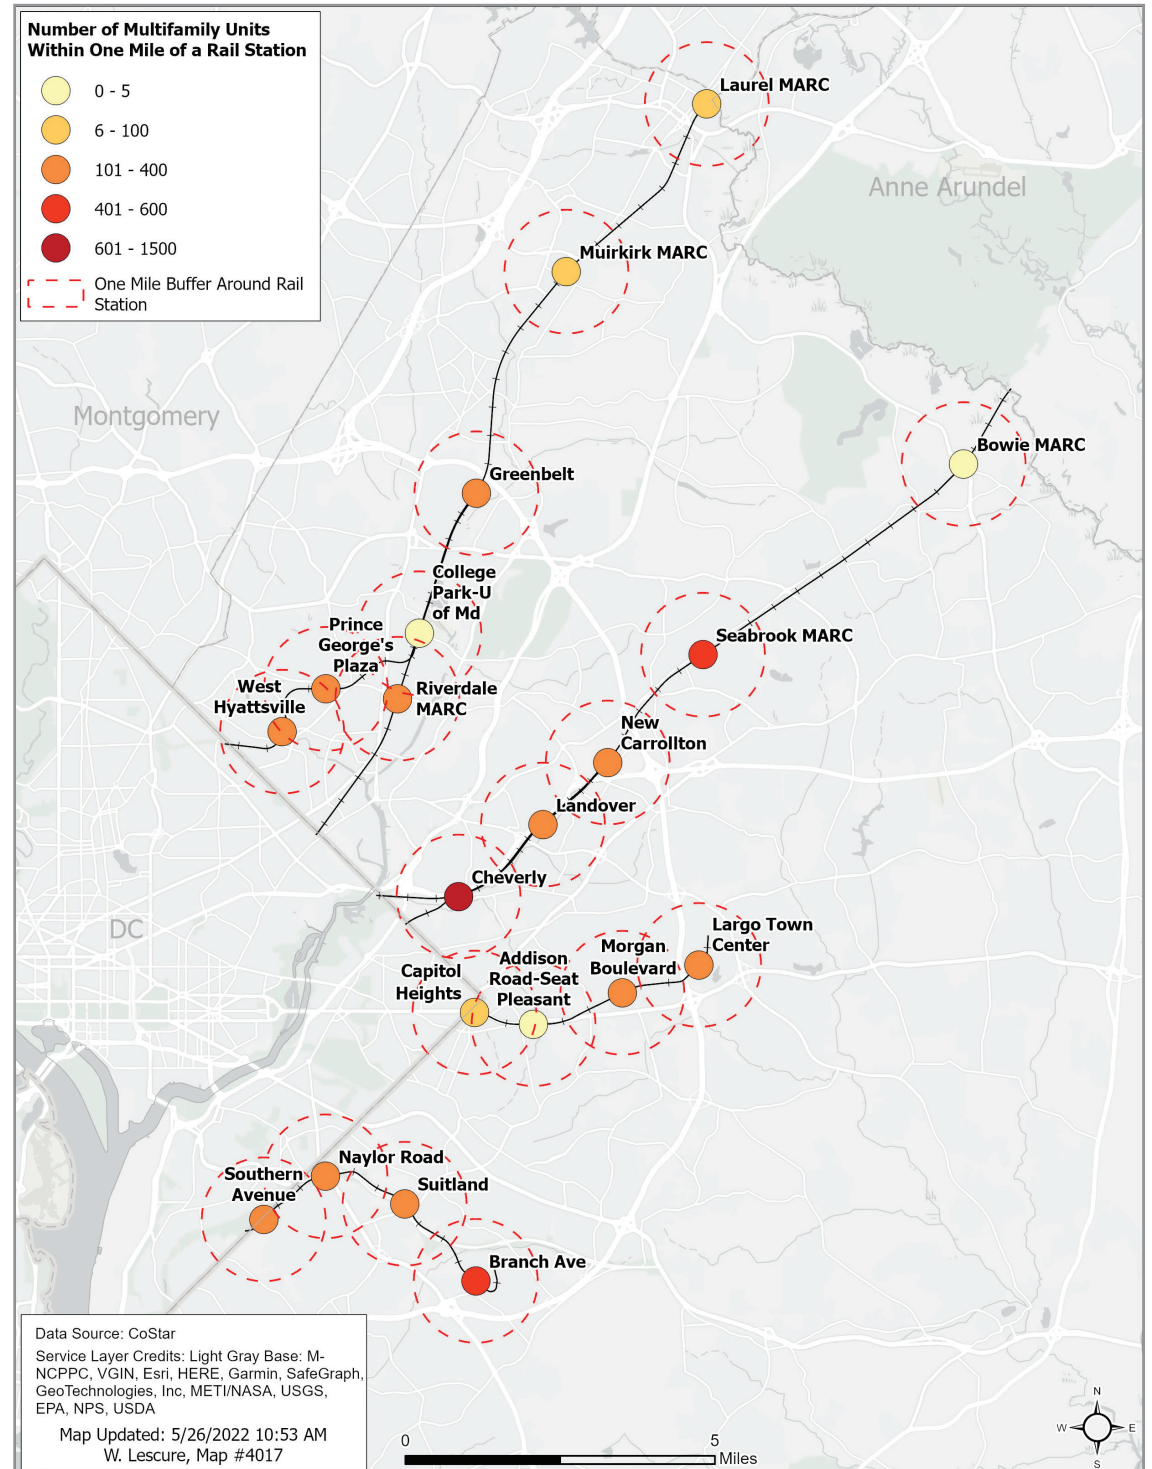 Number of Multifamily Units
Within One Mile of a Rail Station
0 - 5
6 - 100
101 - 400
401 - 600
601 - 1500
One Mile Buffer Around Rail
Station
Laurel MARC
Anne Arundel
Muirkirk MARC
Montgomery
Bowie MARC
Greenbelt
College
Park-U
of Md
Prince
George's
Plaza
Seabrook MARC
West
Hyattsville
Riverdale
MARC
New
Carrollton
Landover
Cheverly
DC
Largo Town
Center
Morgan
Boulevard
Addison
Road-Seat
Pleasant
Capitol
Heights
Naylor Road
Southern
Avenue
Suitland
Branch Ave
Data Source: CoStar
Service Layer Credits: Light Gray Base: M-
NCPPC, VGIN, Esri, HERE, Garmin, SafeGraph,
GeoTechnologies, Inc, METI/NASA, USGS,
EPA, NPS, USDA
Map Updated: 5/26/2022 10:53 AM
W. Lescure, Map #4017
0 5
Miles
N
W E
S